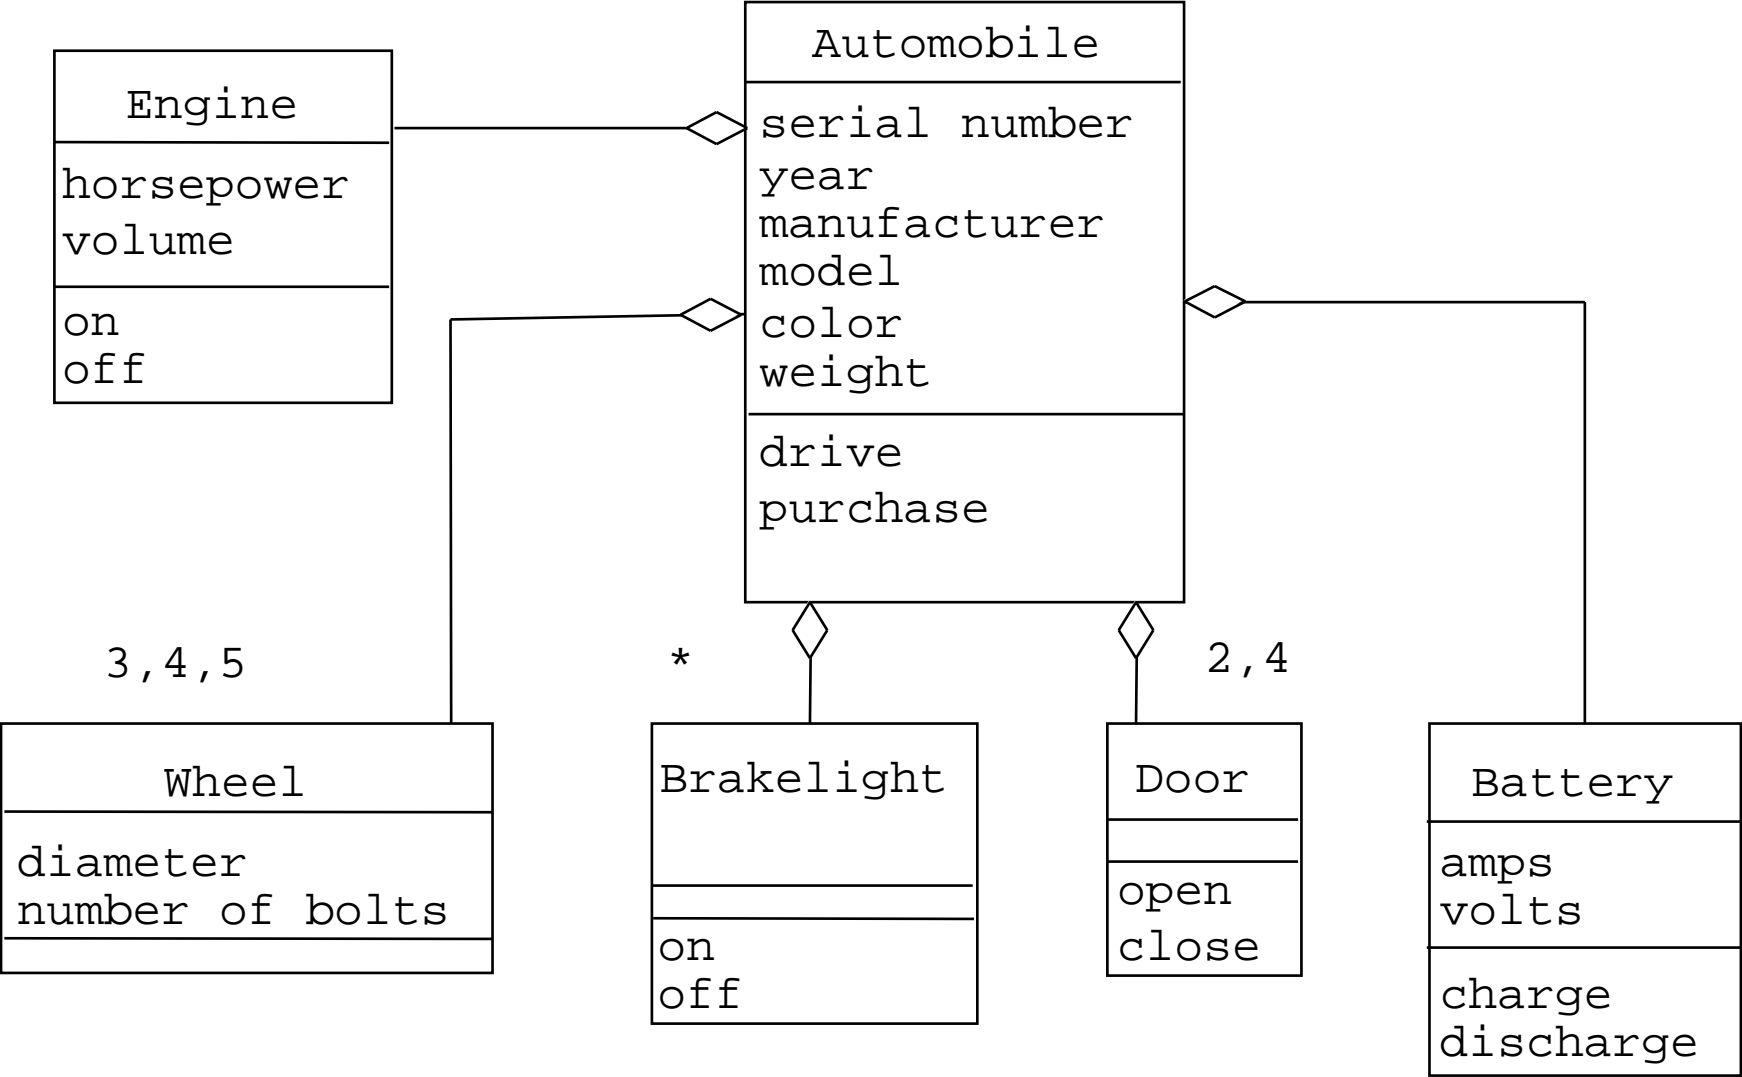 Automobile
serial number
year
manufacturer
model
color
weight
drive
purchase
Engine
horsepower
volume
on
off
3,4,5
*
2,4
Wheel
diameter
number of bolts
Brakelight
on
off
Door
open
close
Battery
amps
volts
charge
discharge